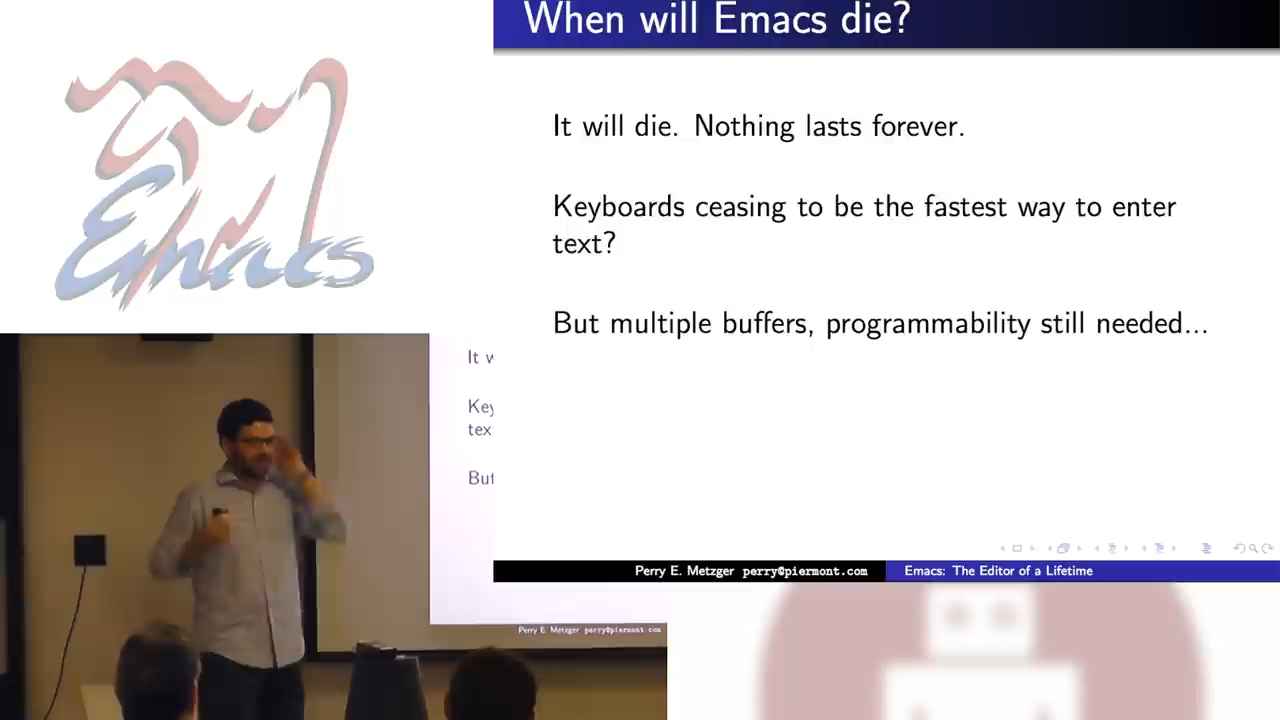 When will Emacs die?
Emacs
It will die. Nothing lasts forever.
Keyboards ceasing to be the fastest way to enter
text?
But multiple buffers, programmability still needed...
It w
Key
tex
But
Perry E. Metzger perry@piermont.com
Emacs: The Editor of a Lifetime
Perry E. Metzger perry@piermont.com